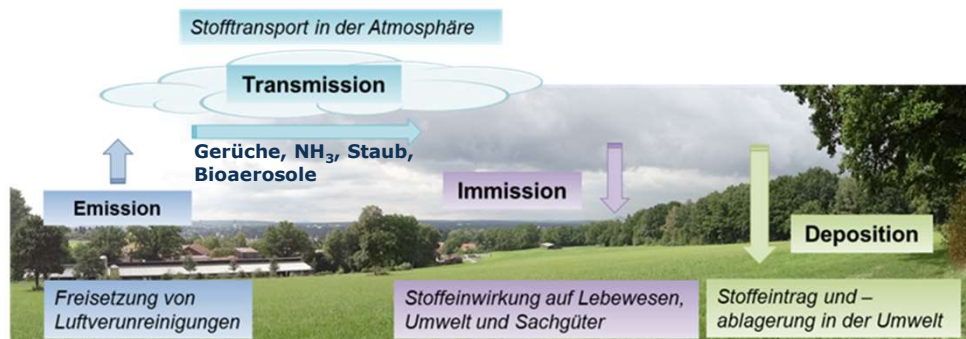 Stofftransport in der Atmosphäre
Transmission
Gerüche, NH₃, Staub,
Bioaerosole
Emission
Immission
Deposition
Freisetzung von
Luftverunreinigungen
Stoffeinwirkung auf Lebewesen,
Umwelt und Sachgüter
Stoffeintrag und –
ablagerung in der Umwelt